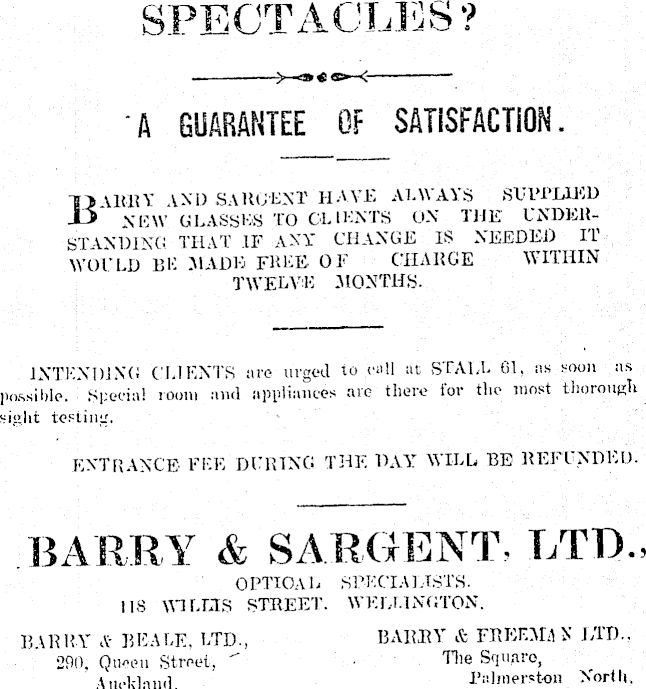 SPECTACLES?
A GUARANTEE OF SATISFACTION.
BARRY AND SARGENT HAVE ALWAYS SUPPLIED
NEW GLASSES TO CLIENTS ON THE UNDER-
STANDING THAT IF ANY CHANGE IS NEEDED IT
WOULD BE MADE FREE OF CHARGE WITHIN
TWELVE MONTHS.
INTENDING CLIENTS are urged to call at STALL 61, as soon as
possible. Special room and appliances are there for the most thorough
sight testing.
ENTRANCE FEE DURING THE DAY WILL BE REFUNDED.
BARRY & SARGENT, LTD.,
OPTICAL SPECIALISTS.
118 WILLIS STREET. WELLINGTON.
BARRY & BEALE, LTD., BARRY & FREEMAN LTD.,
290, Queen Street, The Square,
Auckland. Palmerston North,